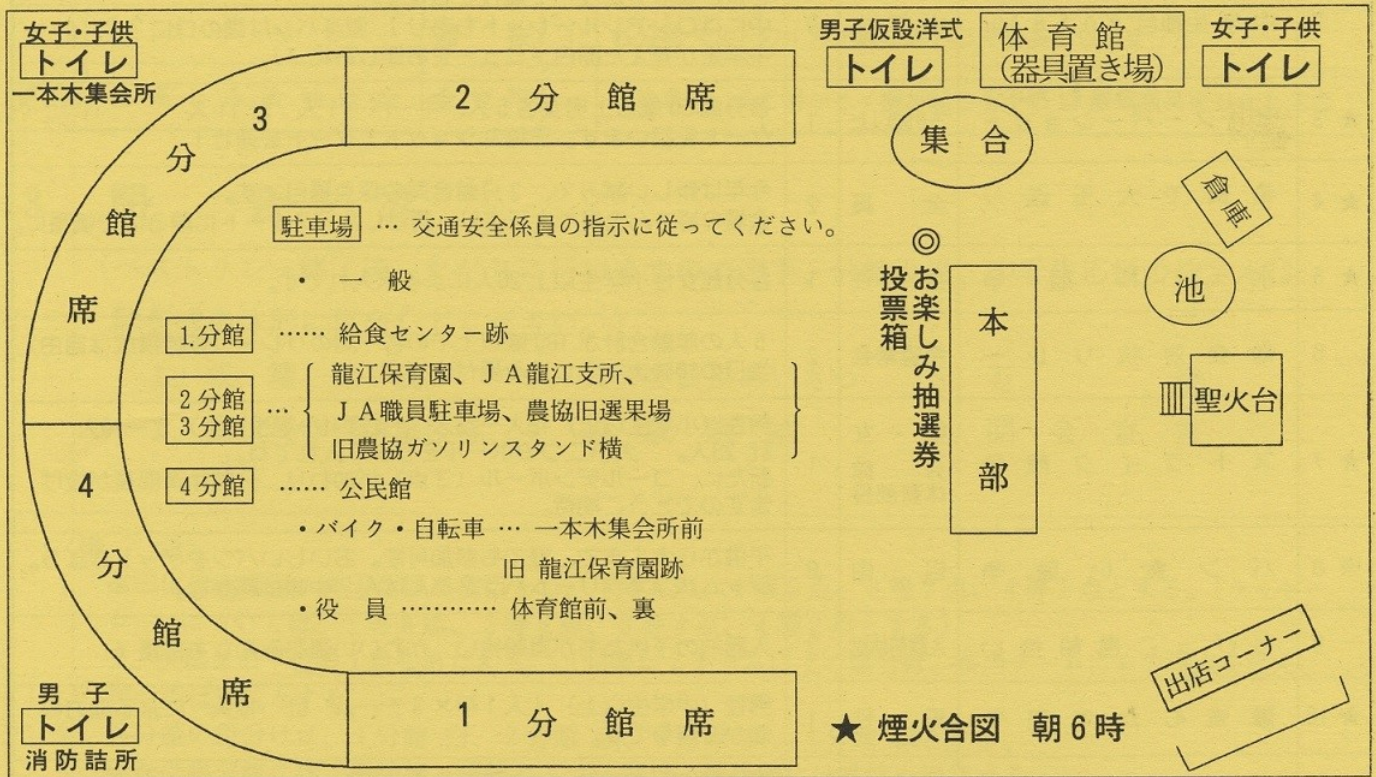 女子・子供
トイレ
一本木集会所
2分館席
3分館席
男子仮設洋式
トイレ
体育館
(器具置き場)
女子・子供
トイレ
集合
倉庫
池
駐車場 … 交通安全係員の指示に従ってください。
・一般
1.分館 …… 給食センター跡
2分館
3分館
…
龍江保育園、JA龍江支所、
JA職員駐車場、農協旧選果場
旧農協ガソリンスタンド横
4分館 …… 公民館
・バイク・自転車 … 一本木集会所前
旧 龍江保育園跡
・役員 ………… 体育館前、裏
◎お楽しみ抽選券
投票箱
本部
聖火台
4分館席
1分館席
男子
トイレ
消防詰所
★ 煙火合図 朝6時
出店コーナー